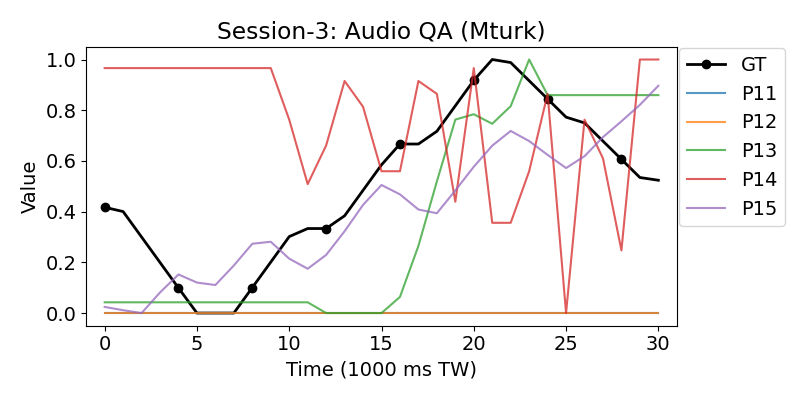 Session-3: Audio QA (Mturk)
1.0
0.8
0.6
0.4
0.2
0.0
Value
0 5 10 15 20 25 30
Time (1000 ms TW)
GT
P11
P12
P13
P14
P15